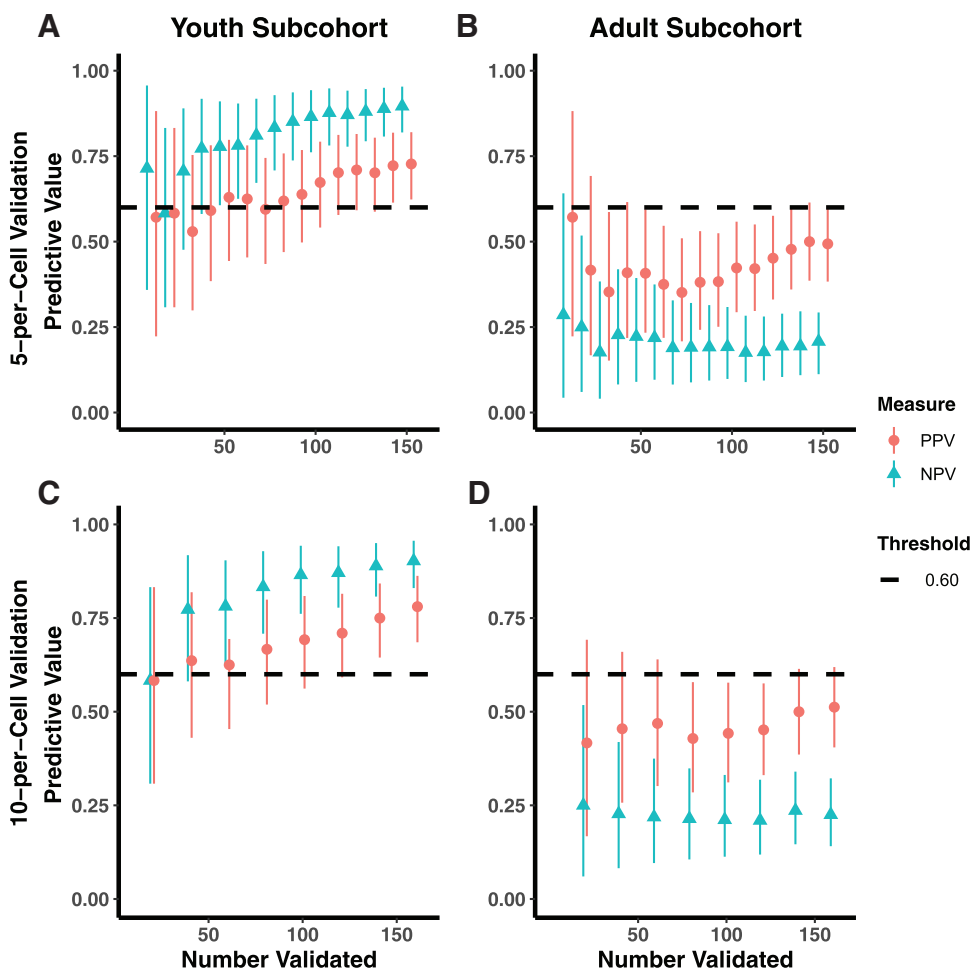 A
Youth Subcohort
B
Adult Subcohort
5−per−Cell Validation
Predictive Value
1.00
0.75
0.50
0.25
0.00
50
100
150
1.00
0.75
0.50
0.25
0.00
50
100
150
Measure
PPV
NPV
Threshold
0.60
C
D
10−per−Cell Validation
Predictive Value
1.00
0.75
0.50
0.25
0.00
50
100
150
Number Validated
1.00
0.75
0.50
0.25
0.00
50
100
150
Number Validated